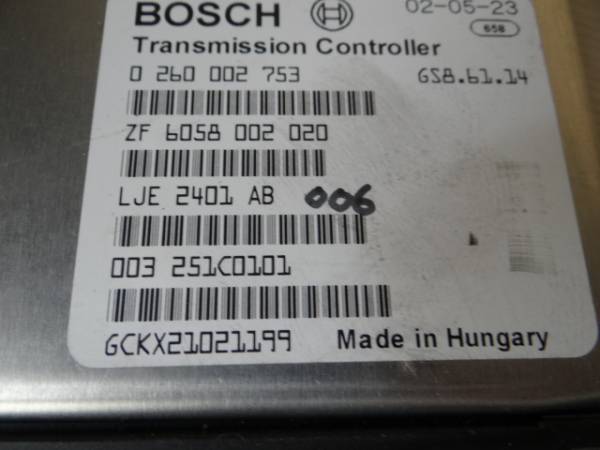 BOSCH 02-05-23
658
Transmission Controller
0 260 002 753 GS8.61.14
ZF 6058 002 020
LJE 2401 AB 006
003 251C0101
GCKX21021199 Made in Hungary